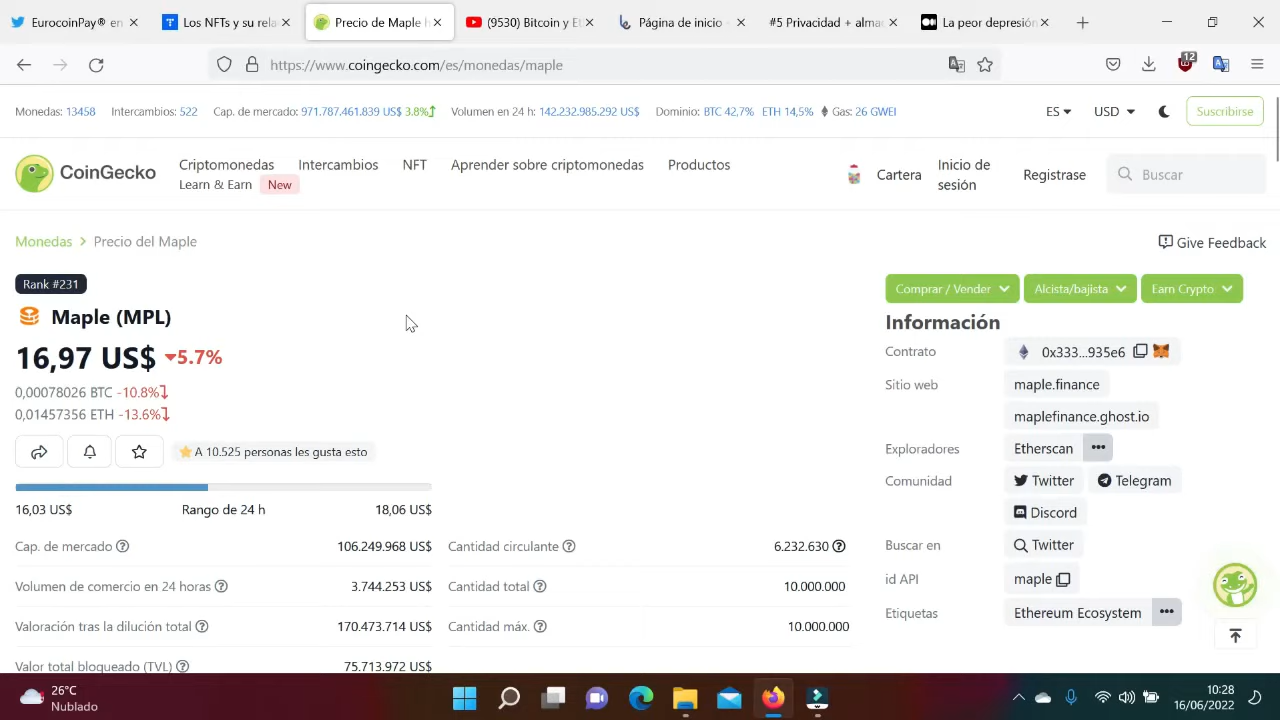 EurocoinPay® en
Los NFTs y su rela
Precio de Maple h
(9530) Bitcoin y Et
Página de inicio -
#5 Privacidad + alma
La peor depresión
https://www.coingecko.com/es/monedas/maple
12
Monedas: 13458 Intercambios: 522 Cap. de mercado: 971.787.461.839 US$ 3.8% Volumen en 24 h: 142.232.985.292 US$ Dominio: BTC 42,7% ETH 14,5% Gas: 26 GWEI
ES USD Suscribirse
CoinGecko
Criptomonedas Intercambios NFT Aprender sobre criptomonedas Productos
Learn & Earn New
Cartera
Inicio de
sesión
Registrase
Buscar
Monedas > Precio del Maple
Give Feedback
Rank #231
Maple (MPL)
16,97 US$ 5.7%
0,00078026 BTC -10.8%
0,01457356 ETH -13.6%
A 10.525 personas les gusta esto
16,03 US$ Rango de 24 h 18,06 US$
Cap. de mercado 106.249.968 US$
Volumen de comercio en 24 horas 3.744.253 US$
Valoración tras la dilución total 170.473.714 US$
Valor total bloqueado (TVL) 75.713.972 US$
Cantidad circulante 6.232.630
Cantidad total 10.000.000
Cantidad máx. 10.000.000
Comprar / Vender Alcista/bajista Earn Crypto
Información
Contrato 0x333...935e6
Sitio web maple.finance
maplefinance.ghost.io
Exploradores Etherscan
Comunidad Twitter Telegram
Discord
Buscar en Twitter
id API maple
Etiquetas Ethereum Ecosystem
26°C
Nublado
10:28
16/06/2022